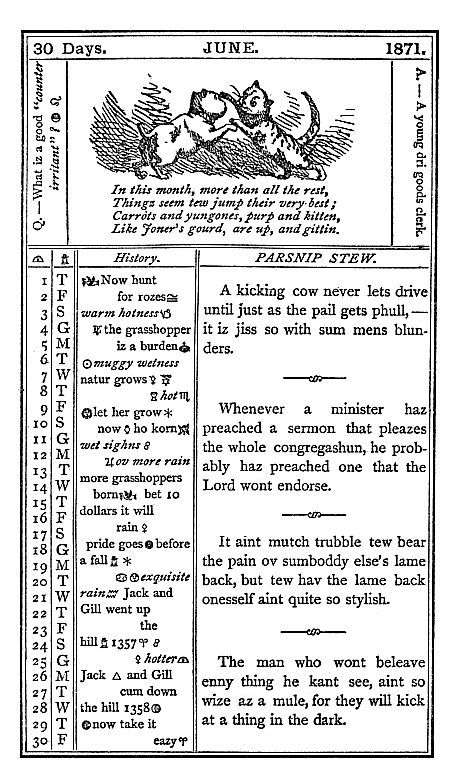 30 Days. JUNE. 1871.
Q.—What iz a good "counter
irritant"?
In this month, more than all the rest,
Thingz seem tew jump their very best;
Carrots and yungones, purp and kitten,
Like Joner's gourd, are up, and gittin.
A.—A young dri goods clerk.
History.
1 T Now hunt
2 F for rozes
3 S warm hotness
4 G the grasshopper
5 M iz a burden
6 T muggy wetness
7 W natur grows
8 T hot
9 F let her grow
10 S now ho korn
11 G wet sighns
12 M ov more rain
13 T more grasshoppers
14 W born bet 10
15 T dollars it will
16 F rain
17 S pride goes before
18 G a fall
19 M
20 T exquisite
21 W rain Jack and
22 T Gill went up
23 F the
24 S hill 1357
25 G hotter
26 M Jack and Gill
27 T cum down
28 W the hill 1358
29 T now take it
30 F eazy
PARSNIP STEW.
A kicking cow never lets drive
until just as the pail gets phull,—
it iz jiss so with sum mens blun-
ders.
Whenever a minister haz
preached a sermon that pleazes
the whole congregashun, he prob-
ably haz preached one that the
Lord wont endorse.
It aint mutch trubble tew bear
the pain ov sumboddy else's lame
back, but tew hav the lame back
onesself aint quite so stylish.
The man who wont beleave
enny thing he kant see, aint so
wize az a mule, for they will kick
at a thing in the dark.